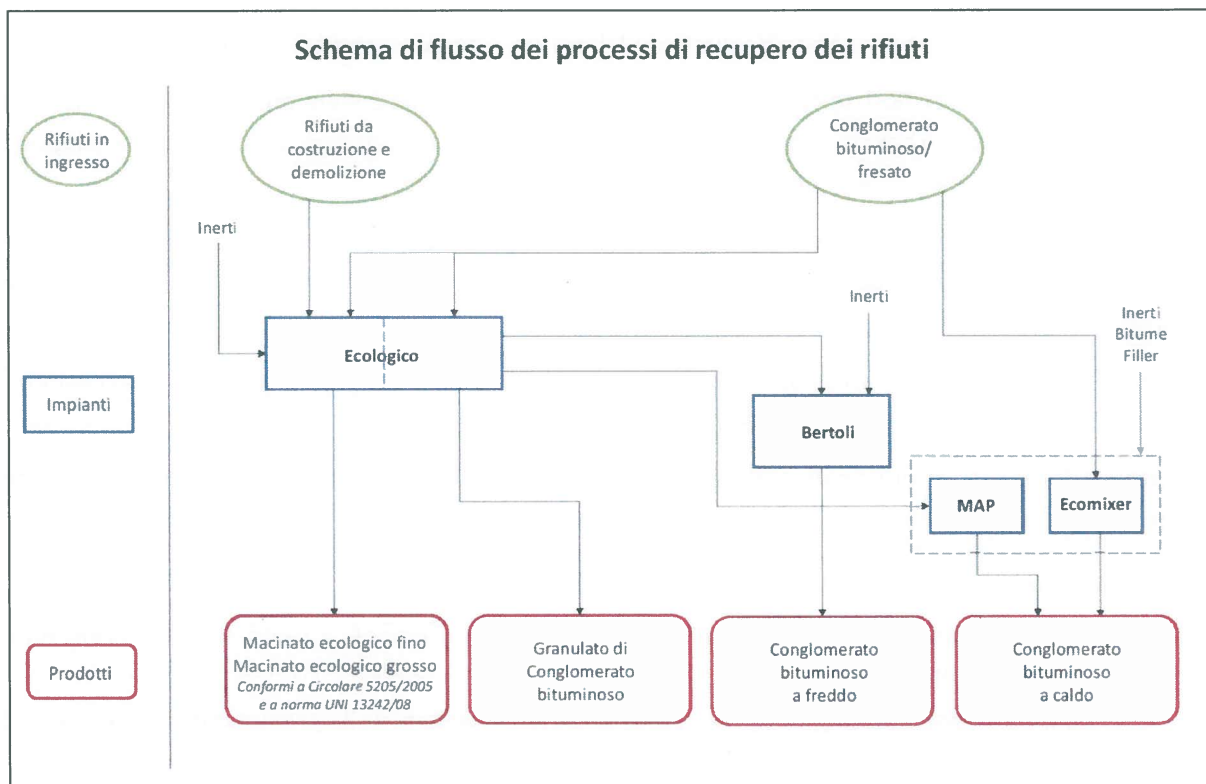 Schema di flusso dei processi di recupero dei rifiuti
Rifiuti in
ingresso
Rifiuti da
costruzione e
demolizione
Conglomerato
bituminoso/
fresato
Inerti
Inerti
Inerti
Bitume
Filler
Ecologico
Impianti
Bertoli
MAP
Ecomixer
Prodotti
Macinato ecologico fino
Macinato ecologico grosso
Conformi a Circolare 5205/2005
e a norma UNI 13242/08
Granulato di
Conglomerato
bituminoso
Conglomerato
bituminoso
a freddo
Conglomerato
bituminoso
a caldo